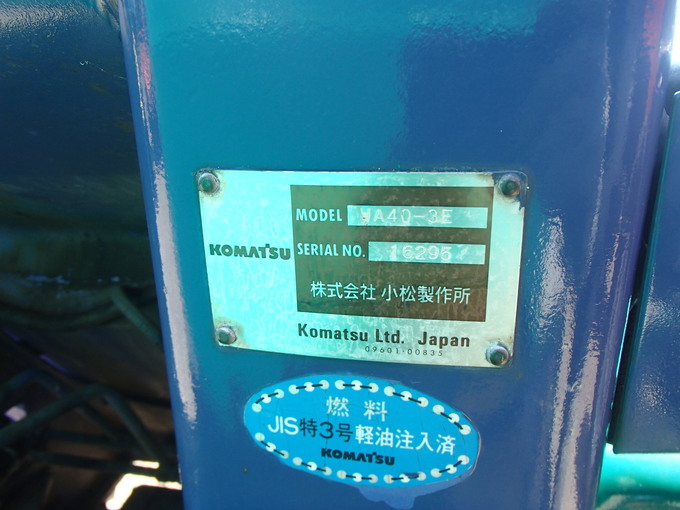 KOMATSU
MODEL WA40-3E
SERIAL NO. 16295
株式会社 小松製作所
Komatsu Ltd. Japan
09601-00835
燃料
JIS特3号軽油注入済
KOMATSU